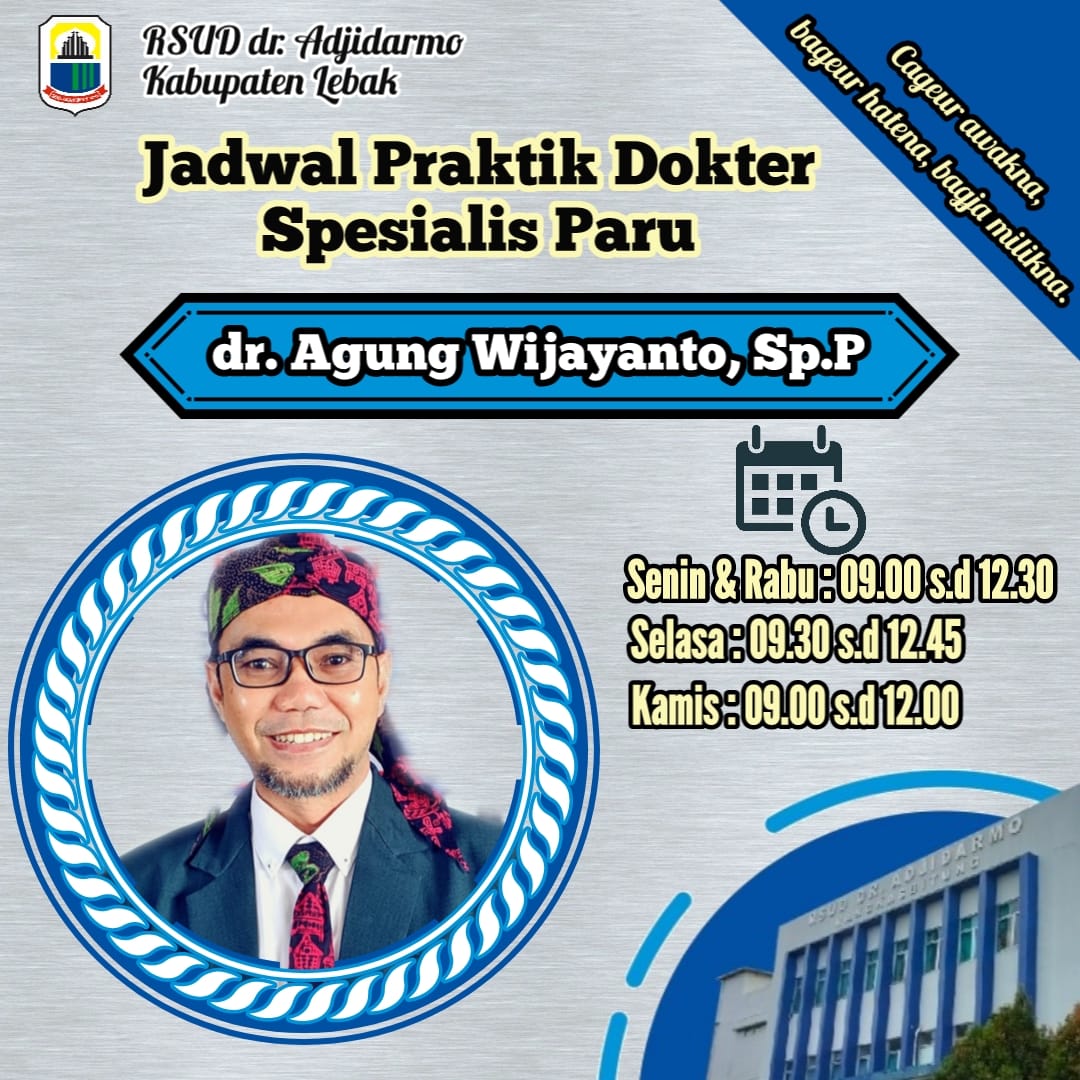 RSUD dr. Adjidarmo
Kabupaten Lebak
Cageur awakna,
bageur hatena, bagja milikna.
Jadwal Praktik Dokter
Spesialis Paru
dr. Agung Wijayanto, Sp.P
Senin & Rabu : 09.00 s.d 12.30
Selasa : 09.30 s.d 12.45
Kamis : 09.00 s.d 12.00
RSUD DR. ADJIDARMO
RANGKASBITUNG